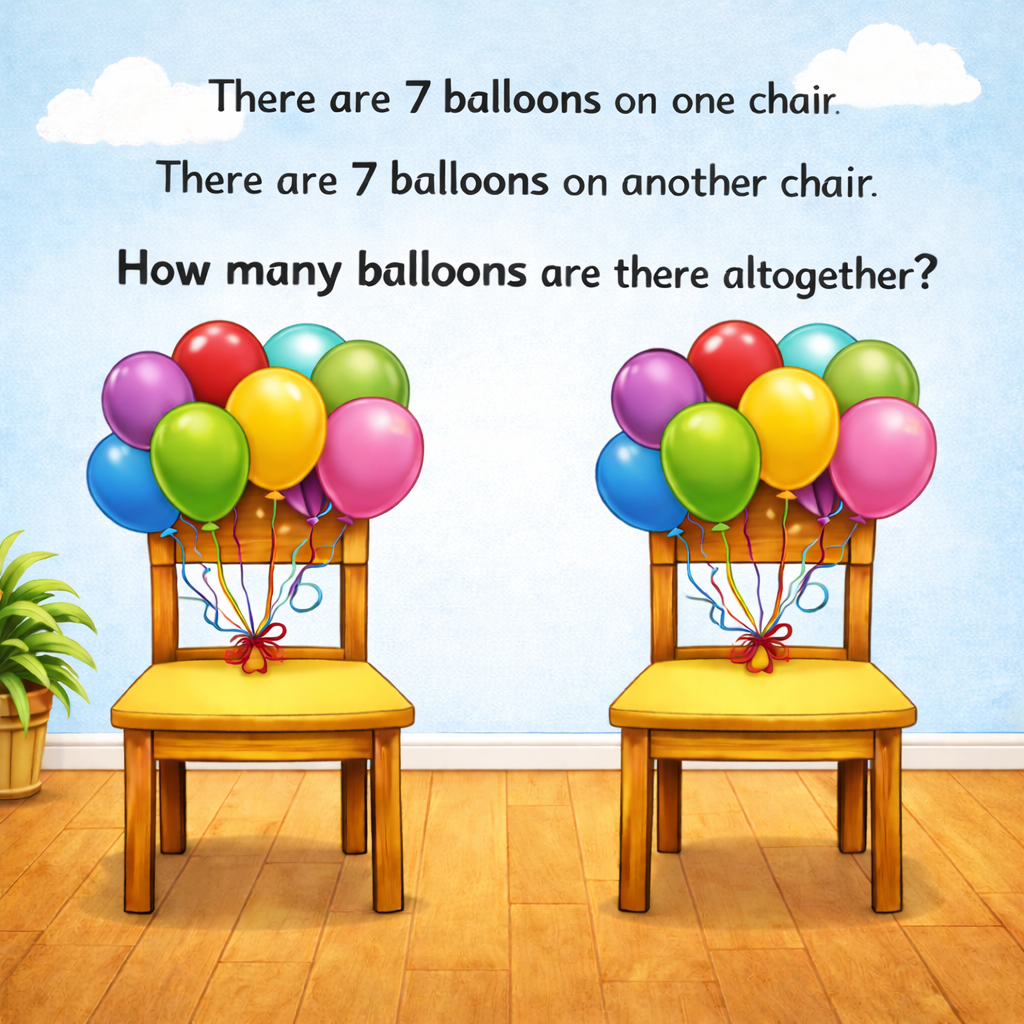 There are 7 balloons on one chair.
There are 7 balloons on another chair.
How many balloons are there altogether?